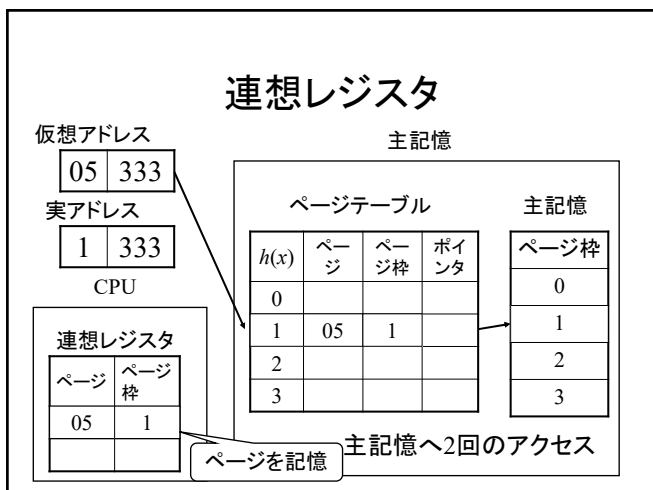 連想レジスタ
仮想アドレス
05 333
実アドレス
1 333
CPU
連想レジスタ
ページ ページ枠
05 1
ページを記憶
主記憶
ページテーブル
h(x) ページ ページ枠 ポインタ
0
1 05 1
2
3
主記憶
ページ枠
0
1
2
3
主記憶へ2回のアクセス